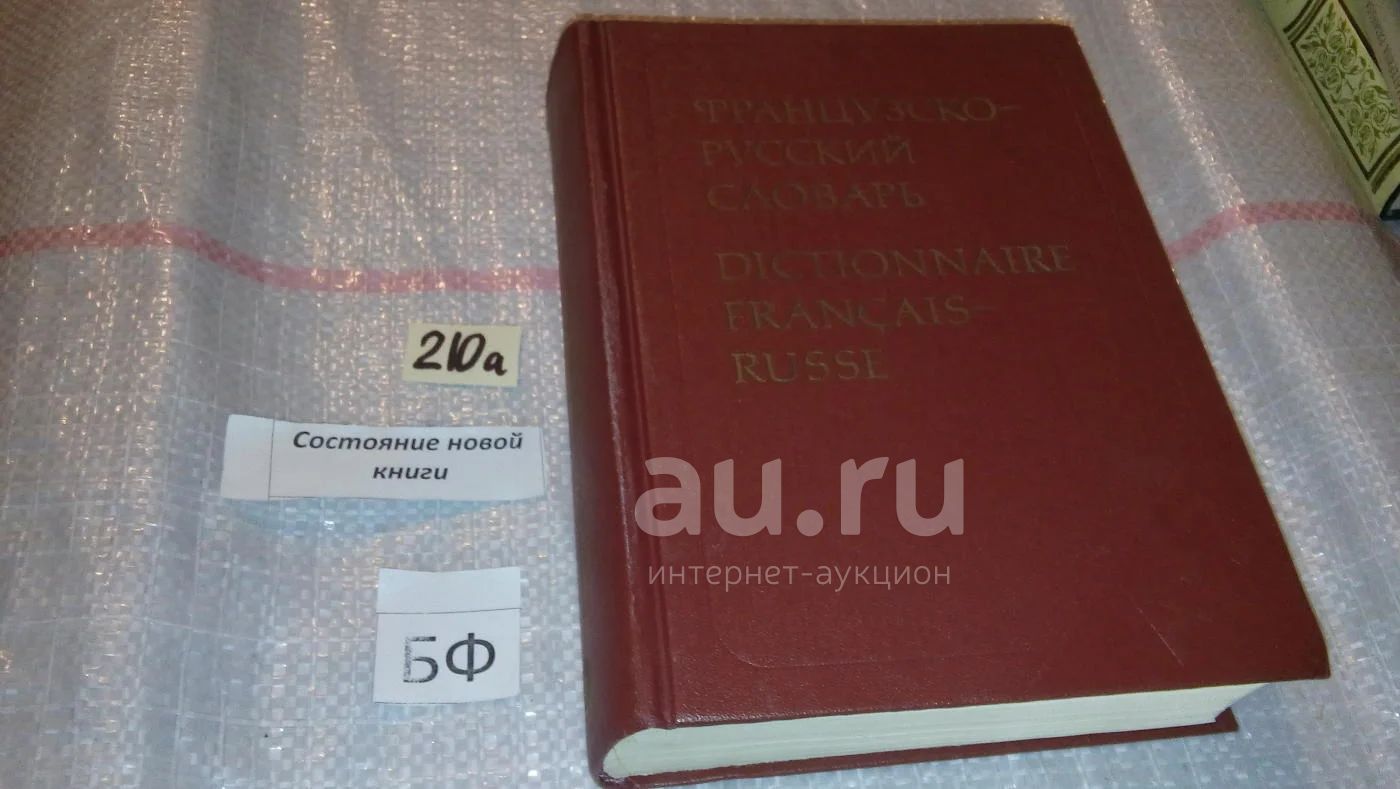 ФРАНЦУЗСКО-
РУССКИЙ
СЛОВАРЬ
DICTIONNAIRE
FRANÇAIS-
RUSSE
210а
Состояние новой
книги
БФ
au.ru
интернет-аукцион